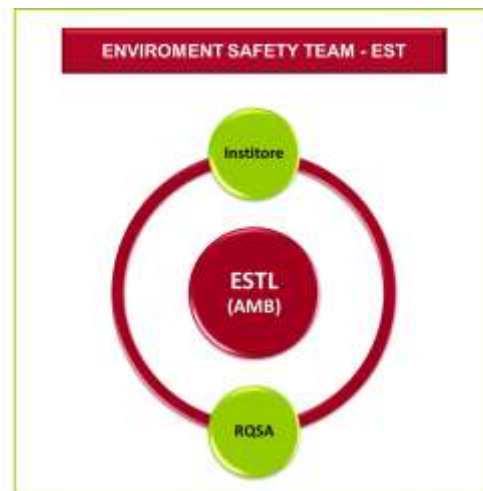 ENVIROMENT SAFETY TEAM - EST
Institore
ESTL
(AMB)
RQSA